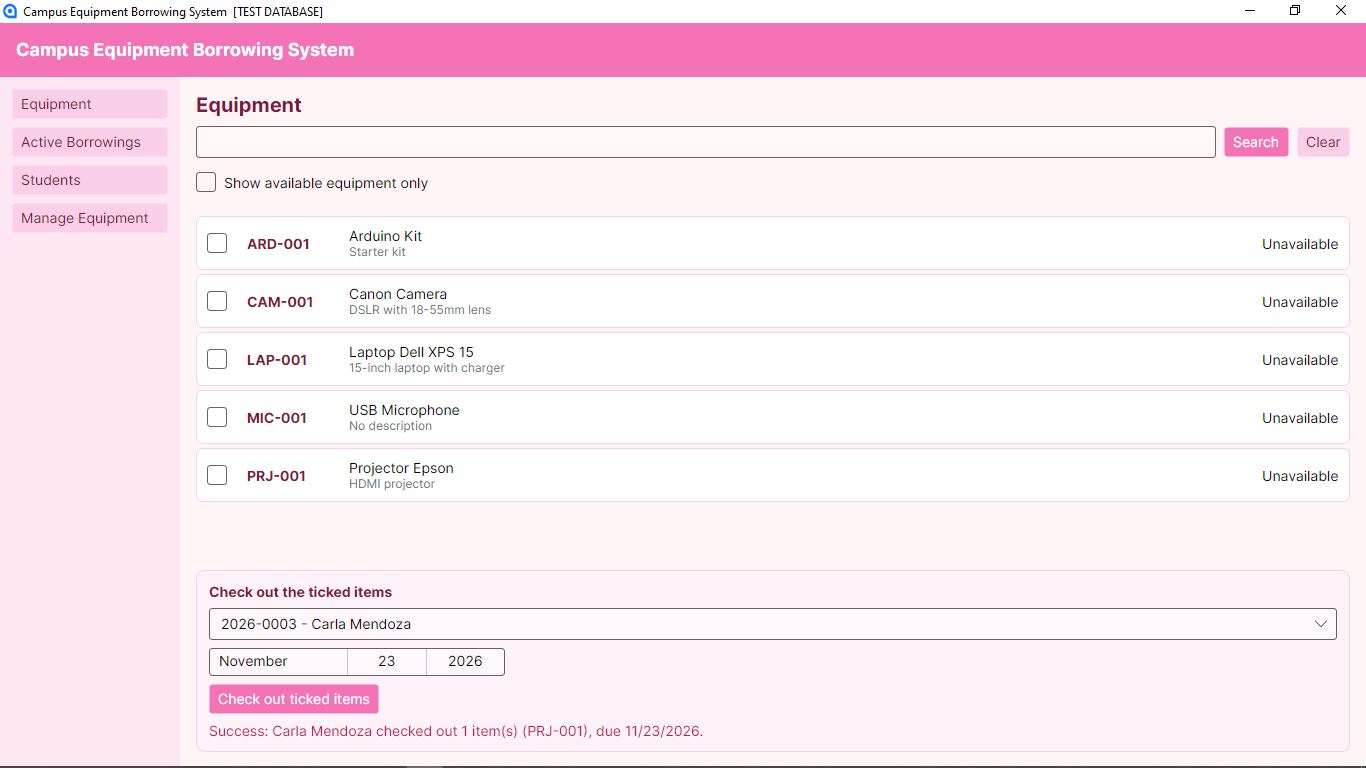 Campus Equipment Borrowing System [TEST DATABASE]
Campus Equipment Borrowing System
Equipment
Active Borrowings
Students
Manage Equipment
Equipment
Search
Clear
Show available equipment only
ARD-001
Arduino Kit
Starter kit
Unavailable
CAM-001
Canon Camera
DSLR with 18-55mm lens
Unavailable
LAP-001
Laptop Dell XPS 15
15-inch laptop with charger
Unavailable
MIC-001
USB Microphone
No description
Unavailable
PRJ-001
Projector Epson
HDMI projector
Unavailable
Check out the ticked items
2026-0003 - Carla Mendoza
November 23 2026
Check out ticked items
Success: Carla Mendoza checked out 1 item(s) (PRJ-001), due 11/23/2026.